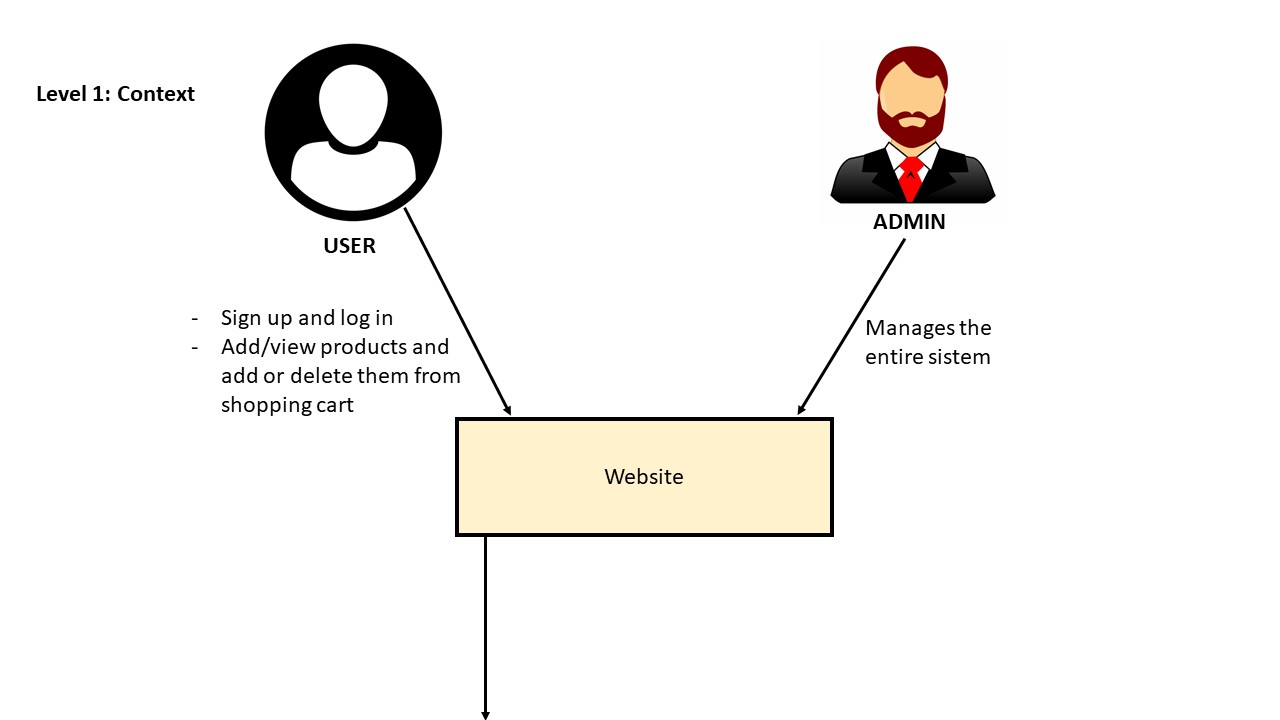 Level 1: Context
USER
ADMIN
- Sign up and log in
- Add/view products and
add or delete them from
shopping cart
Manages the
entire sistem
Website